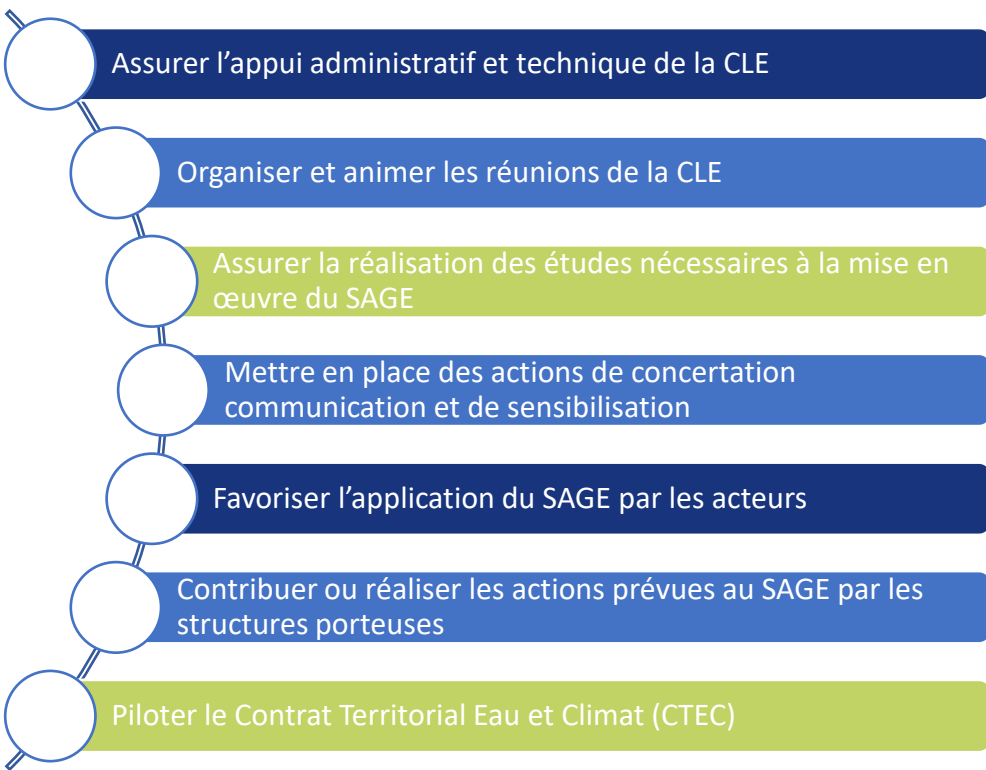 Assurer l’appui administratif et technique de la CLE
Organiser et animer les réunions de la CLE
Assurer la réalisation des études nécessaires à la mise en
œuvre du SAGE
Mettre en place des actions de concertation
communication et de sensibilisation
Favoriser l’application du SAGE par les acteurs
Contribuer ou réaliser les actions prévues au SAGE par les
structures porteuses
Piloter le Contrat Territorial Eau et Climat (CTEC)